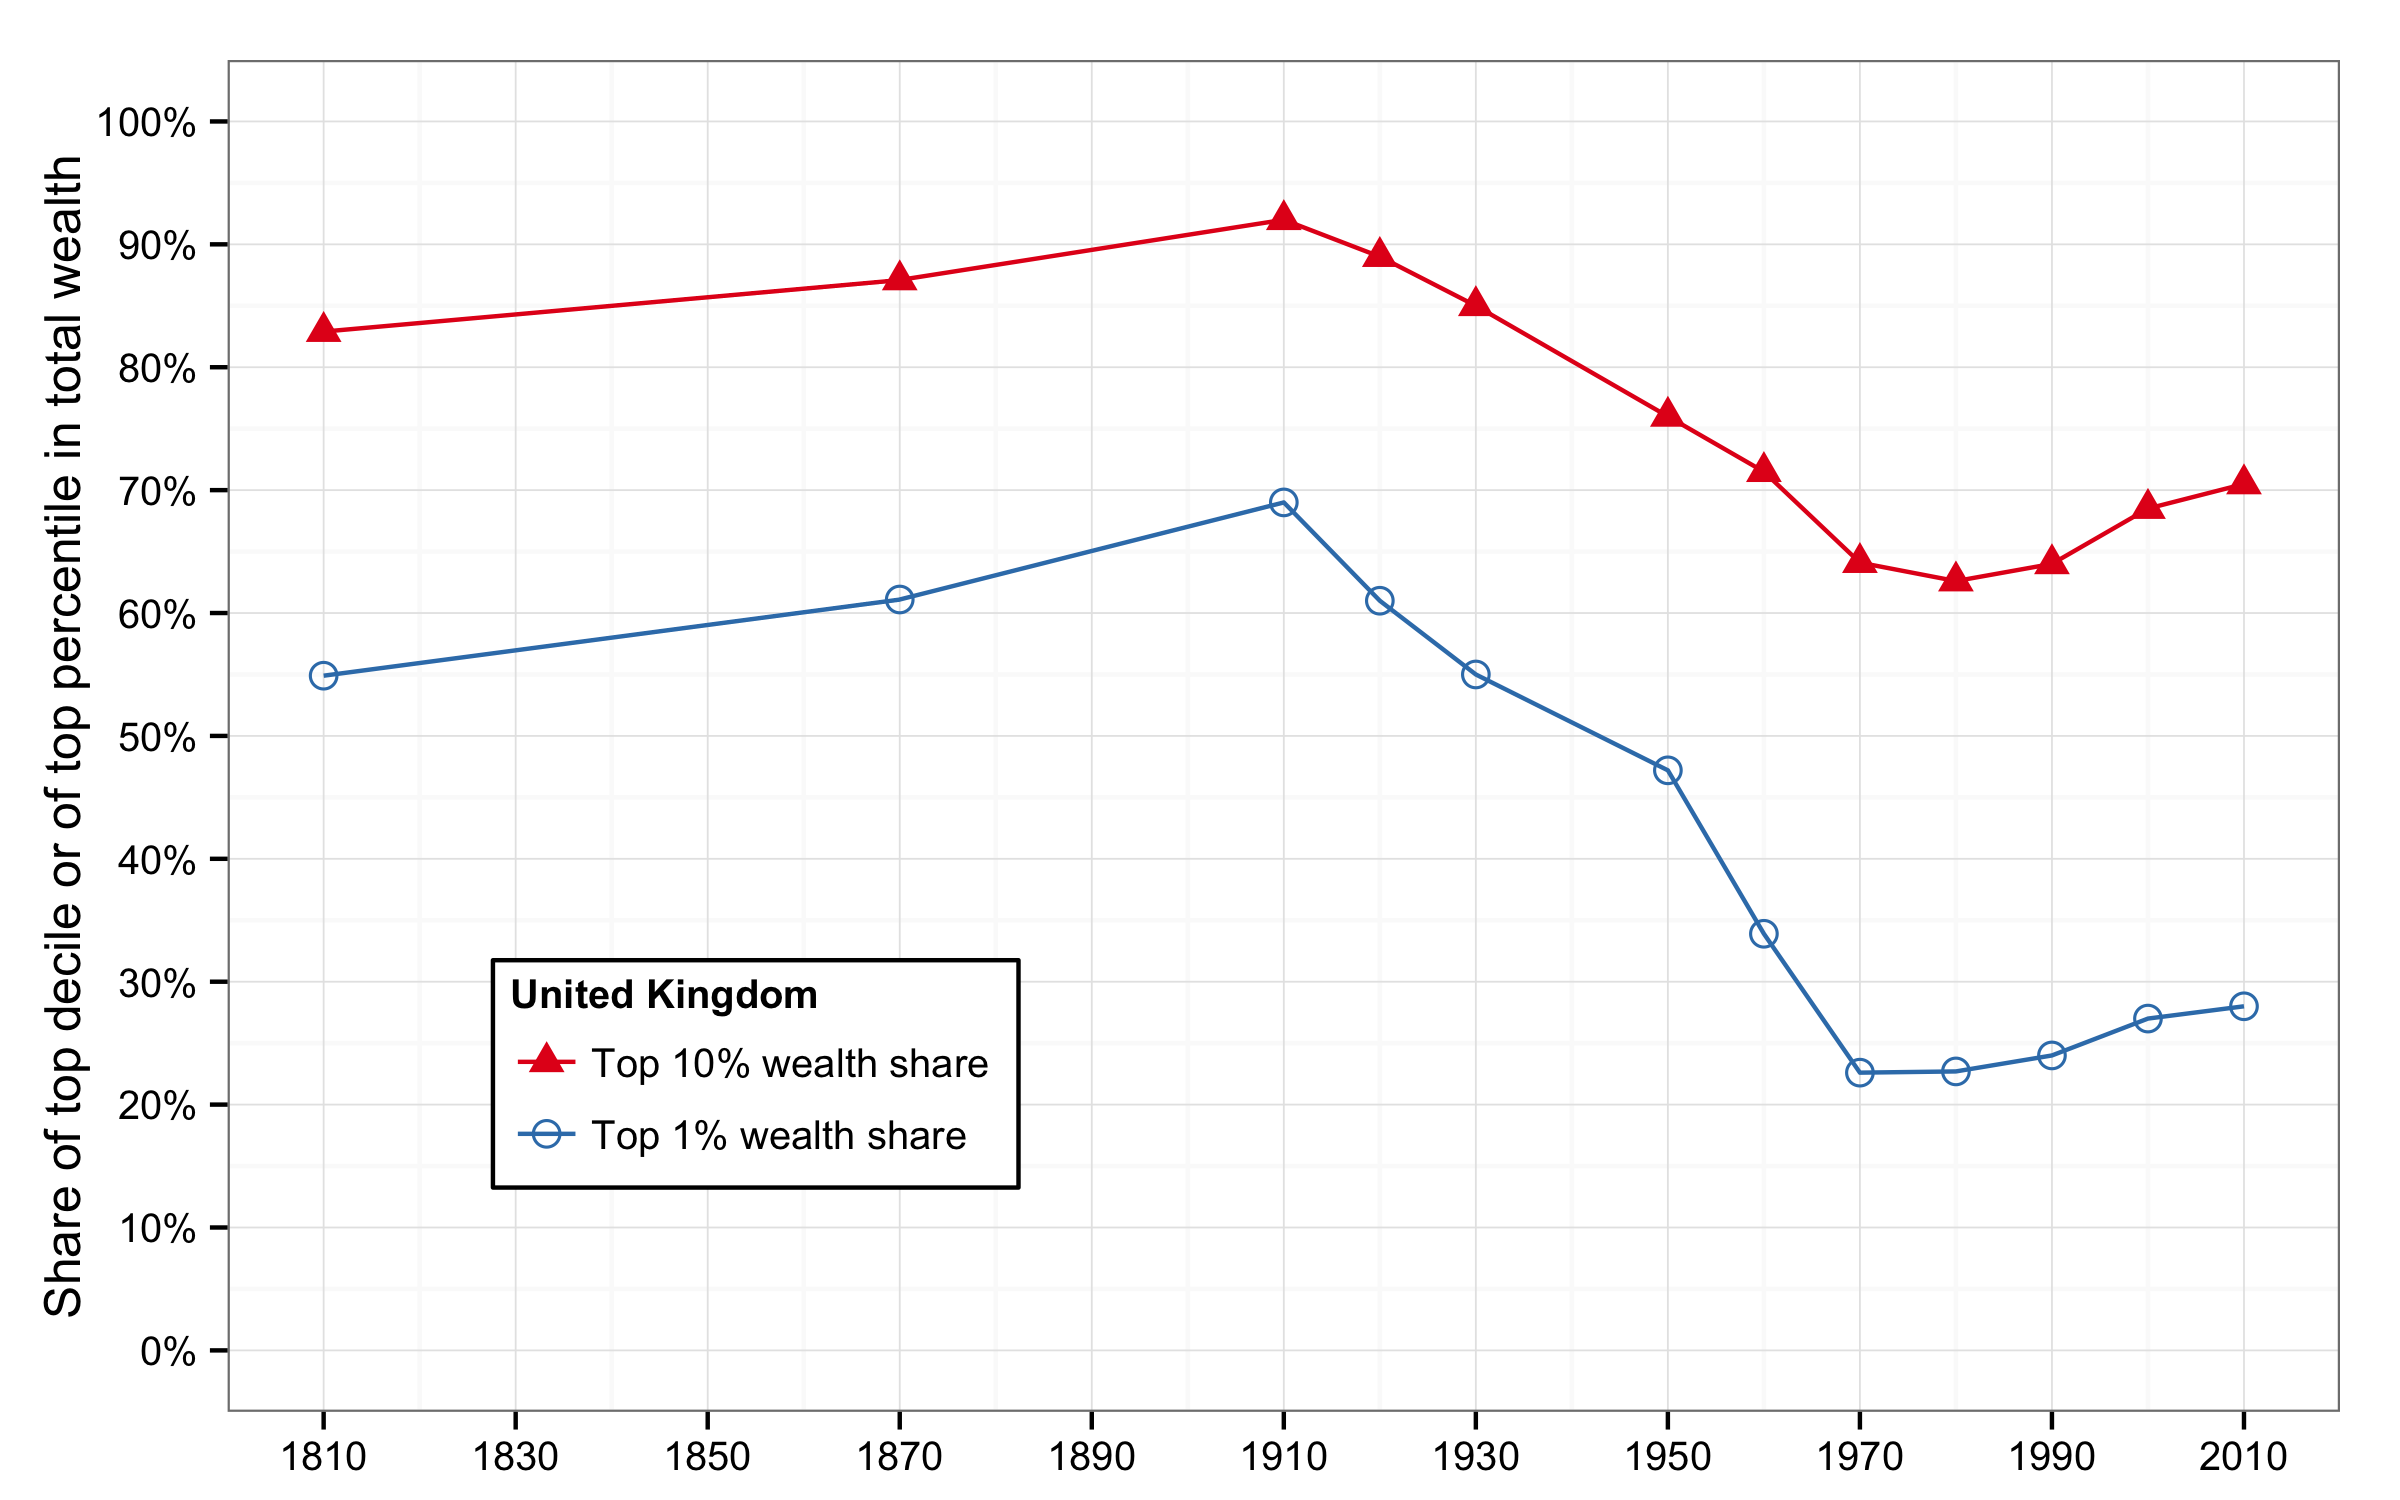 Share of top decile or of top percentile in total wealth
100%
90%
80%
70%
60%
50%
40%
30%
20%
10%
0%
United Kingdom
Top 10% wealth share
Top 1% wealth share
1810 1830 1850 1870 1890 1910 1930 1950 1970 1990 2010